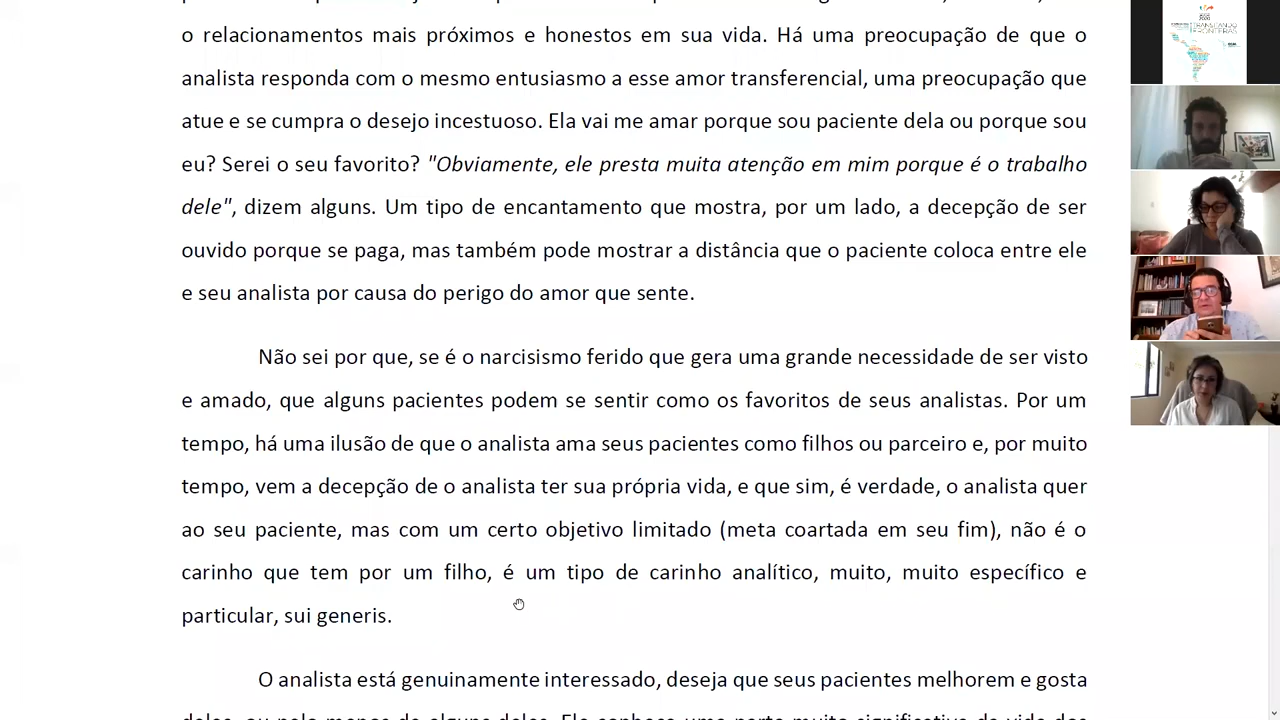 o relacionamentos mais próximos e honestos em sua vida. Há uma preocupação de que o
analista responda com o mesmo entusiasmo a esse amor transferencial, uma preocupação que
atue e se cumpra o desejo incestuoso. Ela vai me amar porque sou paciente dela ou porque sou
eu? Serei o seu favorito? "Obviamente, ele presta muita atenção em mim porque é o trabalho
dele", dizem alguns. Um tipo de encantamento que mostra, por um lado, a decepção de ser
ouvido porque se paga, mas também pode mostrar a distância que o paciente coloca entre ele
e seu analista por causa do perigo do amor que sente.
Não sei por que, se é o narcisismo ferido que gera uma grande necessidade de ser visto
e amado, que alguns pacientes podem se sentir como os favoritos de seus analistas. Por um
tempo, há uma ilusão de que o analista ama seus pacientes como filhos ou parceiro e, por muito
tempo, vem a decepção de o analista ter sua própria vida, e que sim, é verdade, o analista quer
ao seu paciente, mas com um certo objetivo limitado (meta coartada em seu fim), não é o
carinho que tem por um filho, é um tipo de carinho analítico, muito, muito específico e
particular, sui generis.
O analista está genuinamente interessado, deseja que seus pacientes melhorem e gosta
TRANSITANDO
FRONTEIRAS